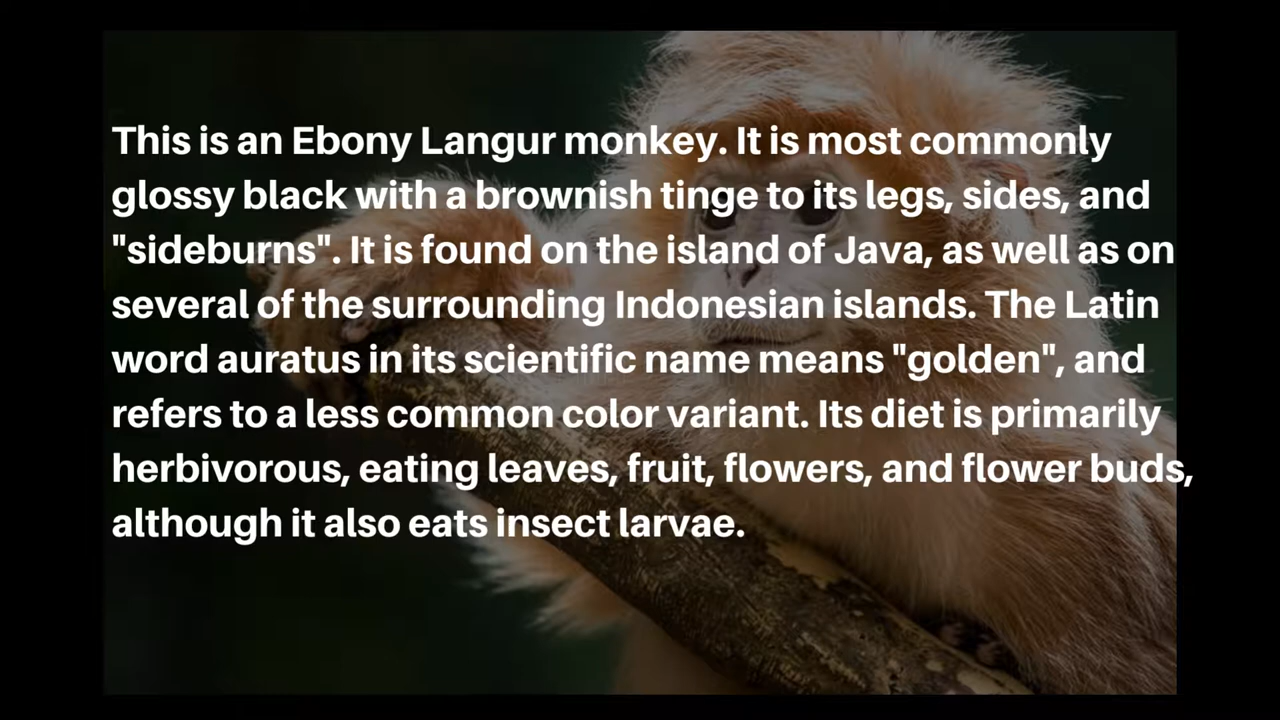 This is an Ebony Langur monkey. It is most commonly
glossy black with a brownish tinge to its legs, sides, and
"sideburns". It is found on the island of Java, as well as on
several of the surrounding Indonesian islands. The Latin
word auratus in its scientific name means "golden", and
refers to a less common color variant. Its diet is primarily
herbivorous, eating leaves, fruit, flowers, and flower buds,
although it also eats insect larvae.